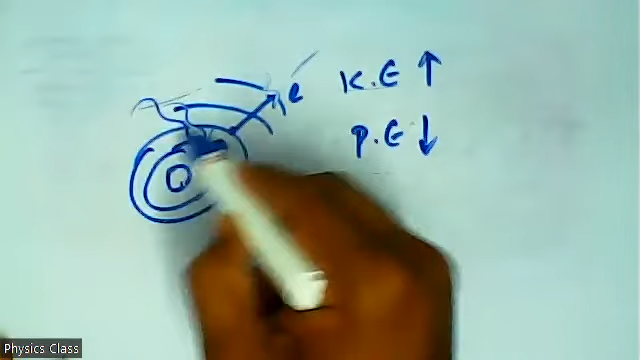 e K.E ↑
P.E ↓
Physics Class